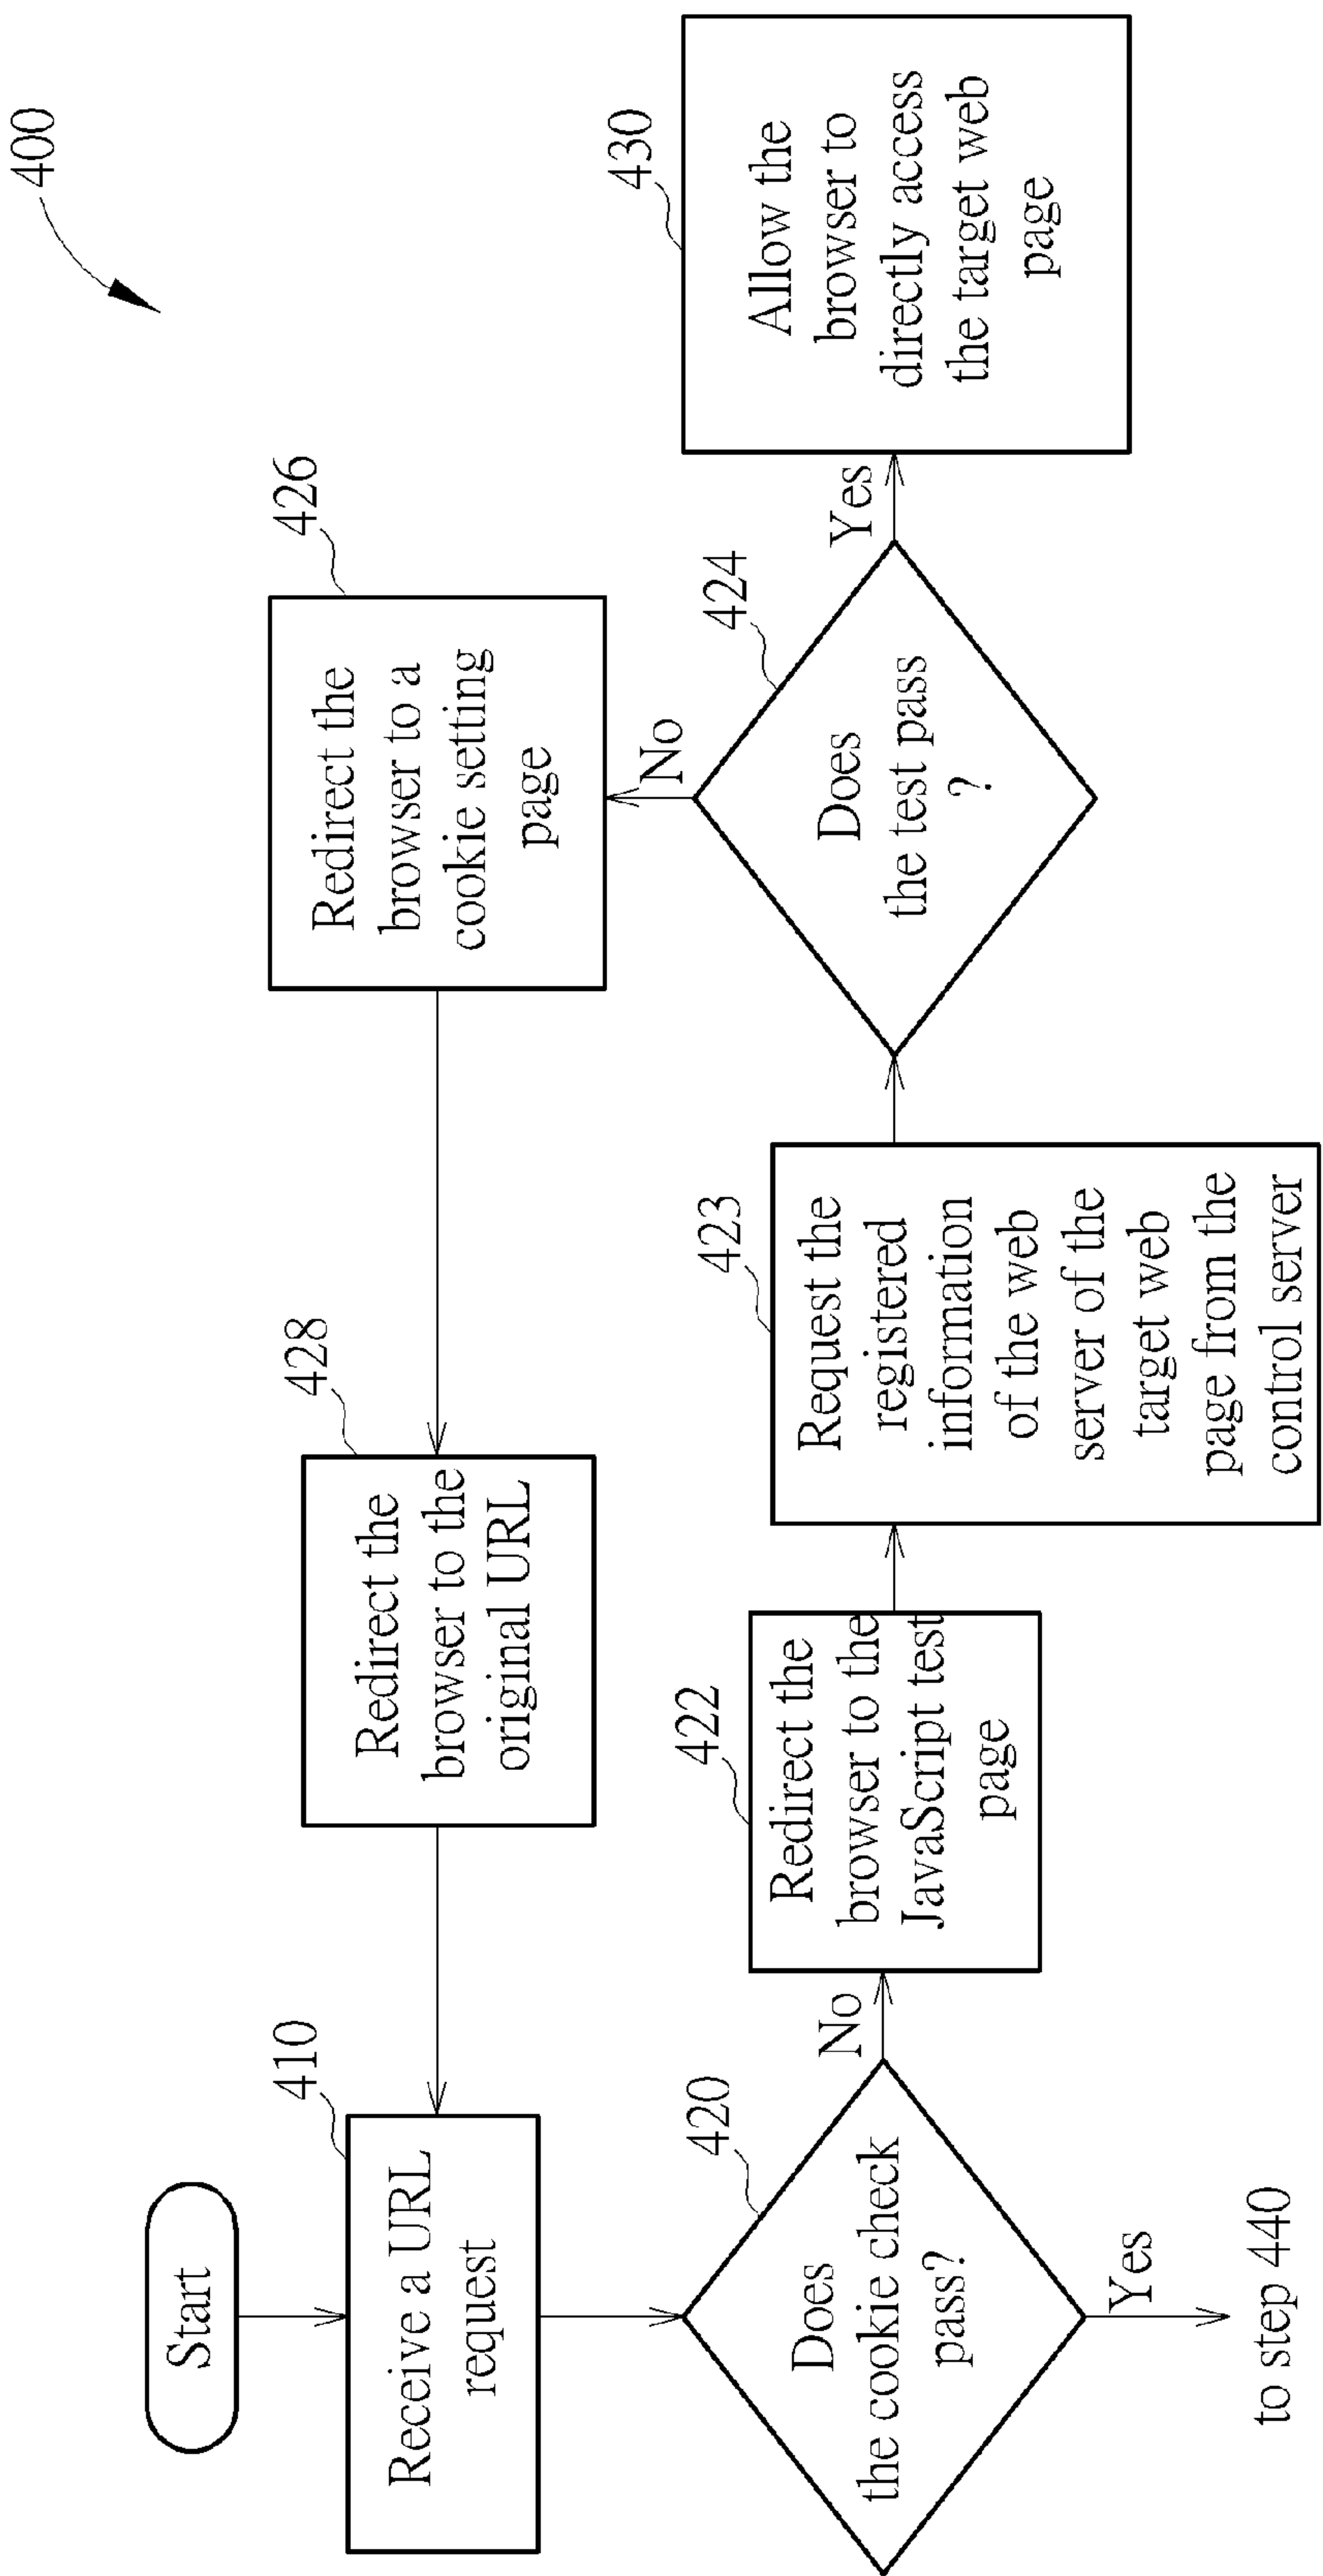 400
Start
410
Receive a URL
request
420
Does
the cookie check
pass?
Yes
to step 440
No
422
Redirect the
browser to the
JavaScript test
page
423
Request the
registered
information
of the web
server of the
target web
page from the
control server
424
Does
the test pass
?
Yes
430
Allow the
browser to
directly access
the target web
page
No
426
Redirect the
browser to a
cookie setting
page
428
Redirect the
browser to the
original URL